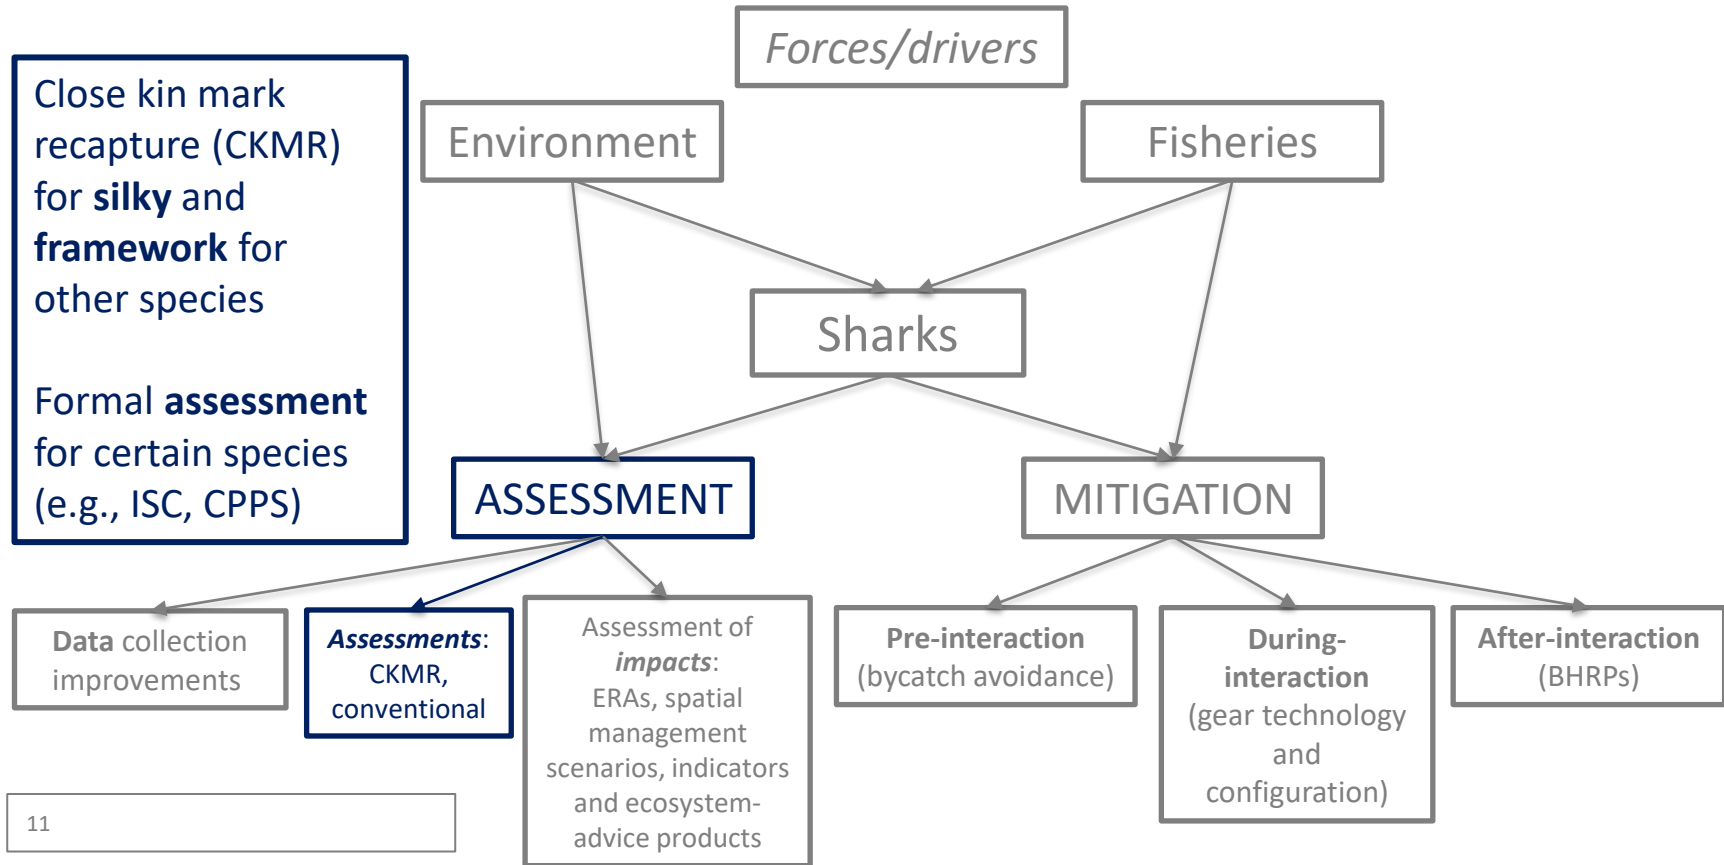 Forces/drivers
Close kin mark
recapture (CKMR)
for silky and
framework for
other species
Formal assessment
for certain species
(e.g., ISC, CPPS)
Environment
Fisheries
Sharks
ASSESSMENT
MITIGATION
Data collection
improvements
Assessments:
CKMR,
conventional
Assessment of
impacts:
ERAs, spatial
management
scenarios, indicators
and ecosystem-
advice products
Pre-interaction
(bycatch avoidance)
During-
interaction
(gear technology
and
configuration)
After-interaction
(BHRPs)
11